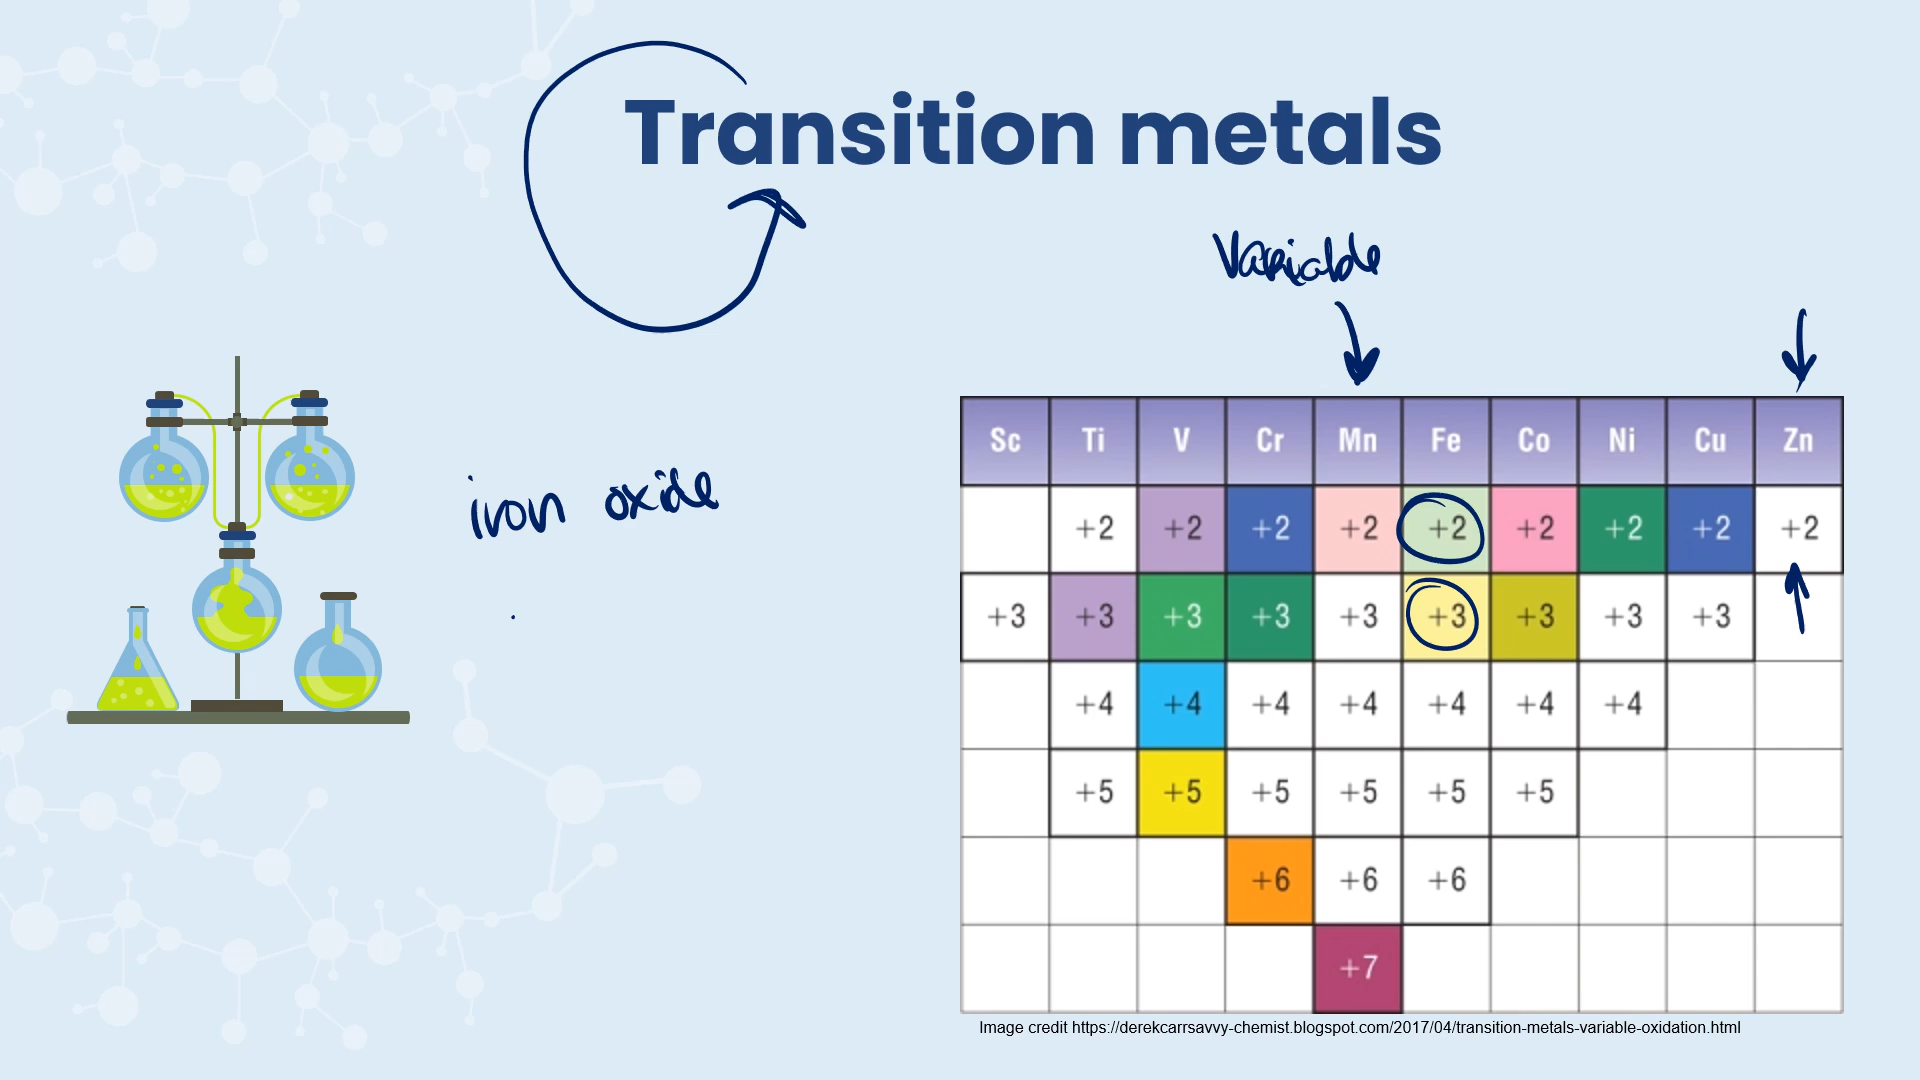 Transition metals
Variable
iron oxide
Sc Ti V Cr Mn Fe Co Ni Cu Zn
+2 +2 +2 +2 +2 +2 +2 +2 +2
+3 +3 +3 +3 +3 +3 +3 +3 +3
+4 +4 +4 +4 +4 +4 +4
+5 +5 +5 +5 +5 +5
+6 +6 +6
+7
Image credit https://derekcarrsavvy-chemist.blogspot.com/2017/04/transition-metals-variable-oxidation.html